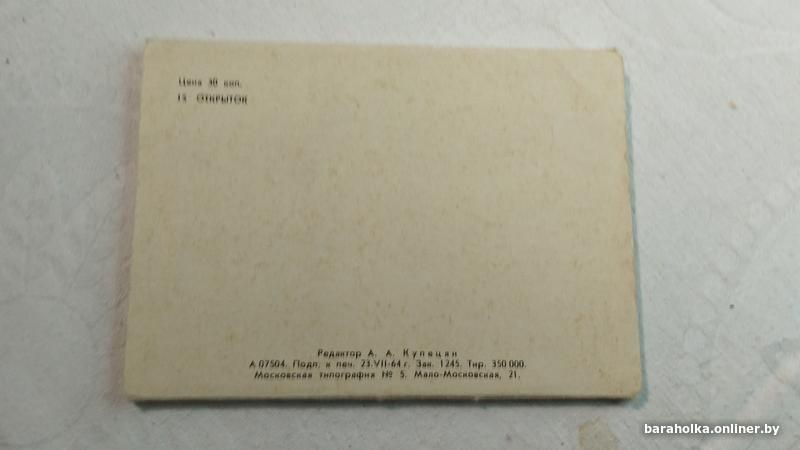 Цена 30 коп.
15 ОТКРЫТОК
Редактор А. А. Купецян
А 07504. Подп. к печ. 23.VII-64 г. Зак. 1245. Тир. 350 000.
Московская типография № 5. Мало-Московская, 21.
baraholka.onliner.by